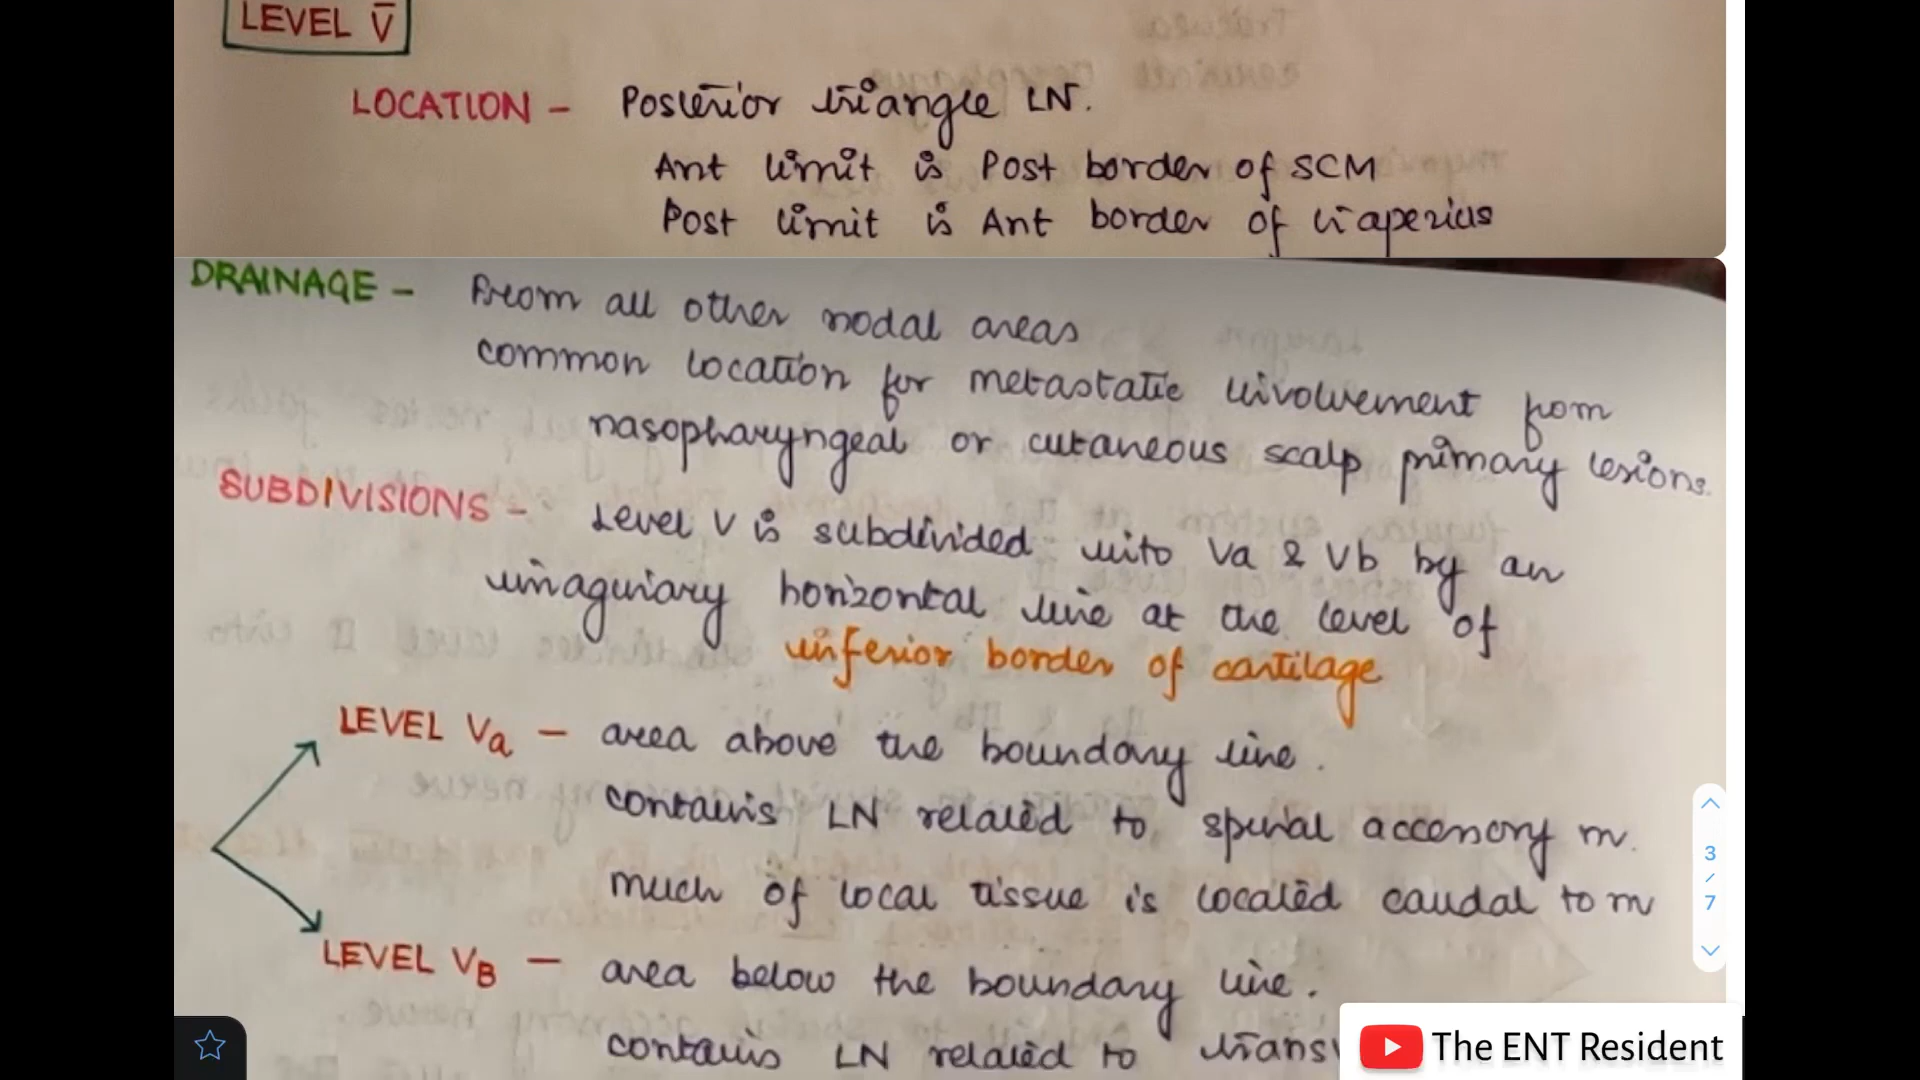 LEVEL V
LOCATION - Posterior triangle LN.
Ant limit is Post border of SCM
Post limit is Ant border of trapezius
DRAINAGE - From all other nodal areas
common location for metastatic involvement from
nasopharyngeal or cutaneous scalp primary lesions.
SUBDIVISIONS - Level V is subdivided into Va & Vb by an
imaginary horizontal line at the level of
inferior border of cartilage
LEVEL Va - area above the boundary line.
contains LN related to spinal accessory n.
much of local tissue is located caudal to n
LEVEL VB - area below the boundary line.
contains LN related to transv
3
/
7
The ENT Resident